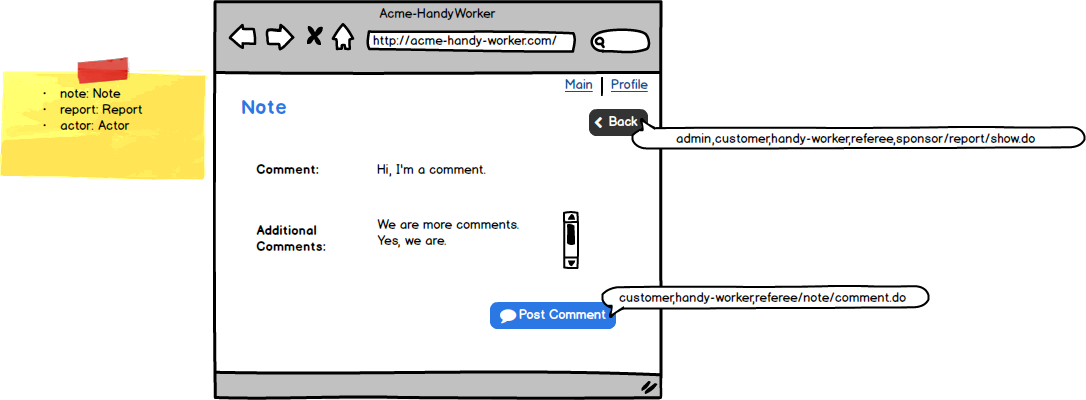 Acme-HandyWorker
http://acme-handy-worker.com/
· note: Note
· report: Report
· actor: Actor
Main
Profile
Note
Back
admin,customer,handy-worker,referee,sponsor/report/show.do
Comment:
Hi, I'm a comment.
Additional
Comments:
We are more comments.
Yes, we are.
customer,handy-worker,referee/note/comment.do
Post Comment